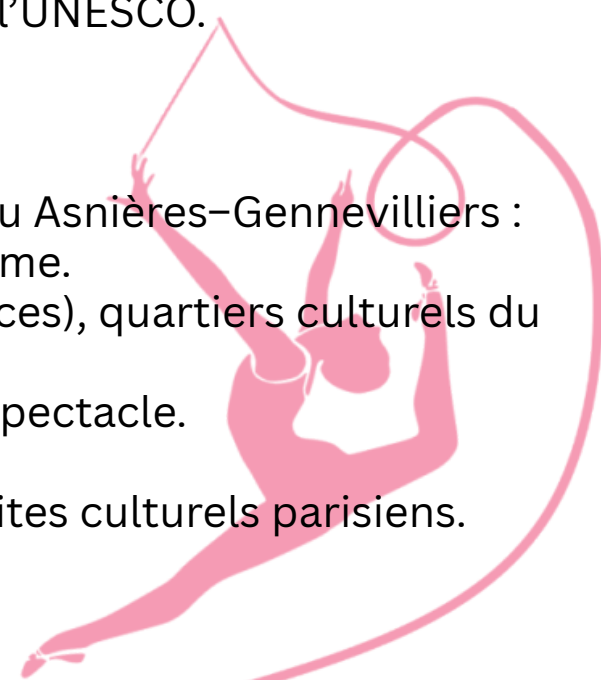 l’UNESCO.
u Asnières–Gennevilliers :
me.
ces), quartiers culturels du
pectacle.
ites culturels parisiens.